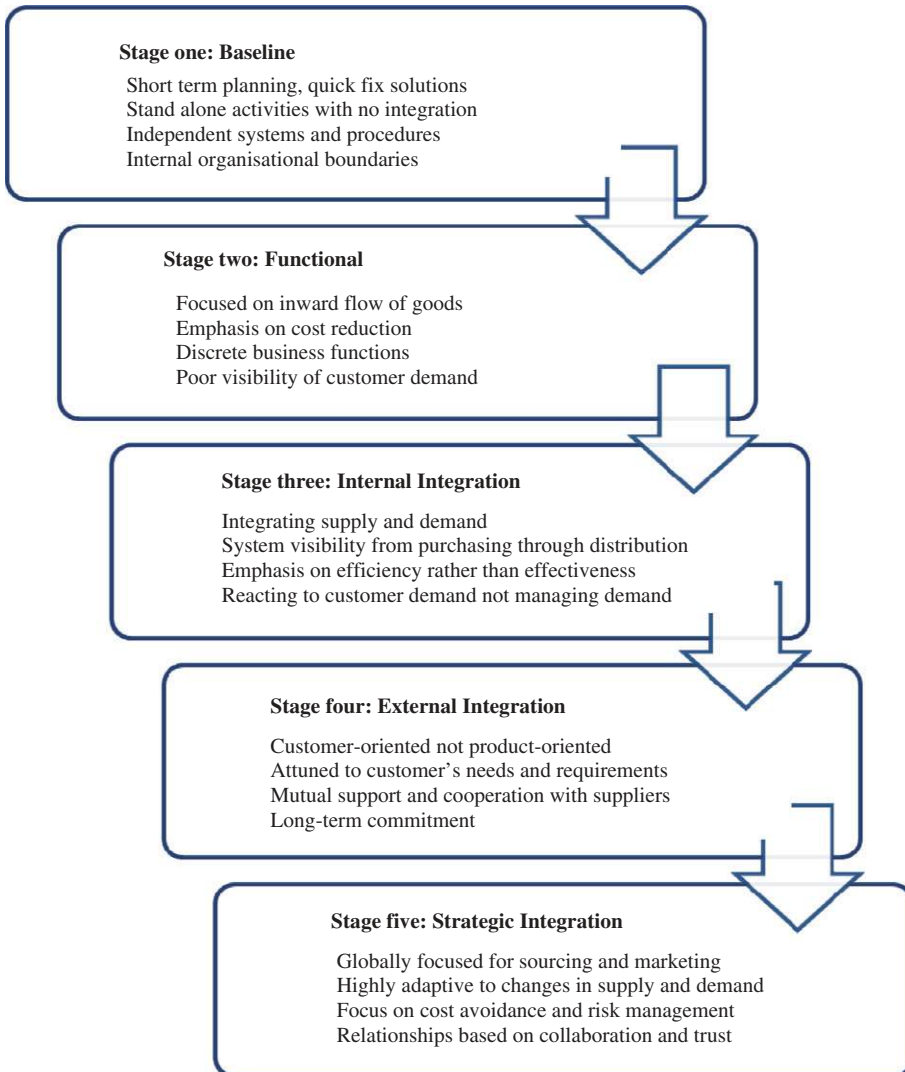 Stage one: Baseline
Short term planning, quick fix solutions
Stand alone activities with no integration
Independent systems and procedures
Internal organisational boundaries
Stage two: Functional
Focused on inward flow of goods
Emphasis on cost reduction
Discrete business functions
Poor visibility of customer demand
Stage three: Internal Integration
Integrating supply and demand
System visibility from purchasing through distribution
Emphasis on efficiency rather than effectiveness
Reacting to customer demand not managing demand
Stage four: External Integration
Customer-oriented not product-oriented
Attuned to customer’s needs and requirements
Mutual support and cooperation with suppliers
Long-term commitment
Stage five: Strategic Integration
Globally focused for sourcing and marketing
Highly adaptive to changes in supply and demand
Focus on cost avoidance and risk management
Relationships based on collaboration and trust